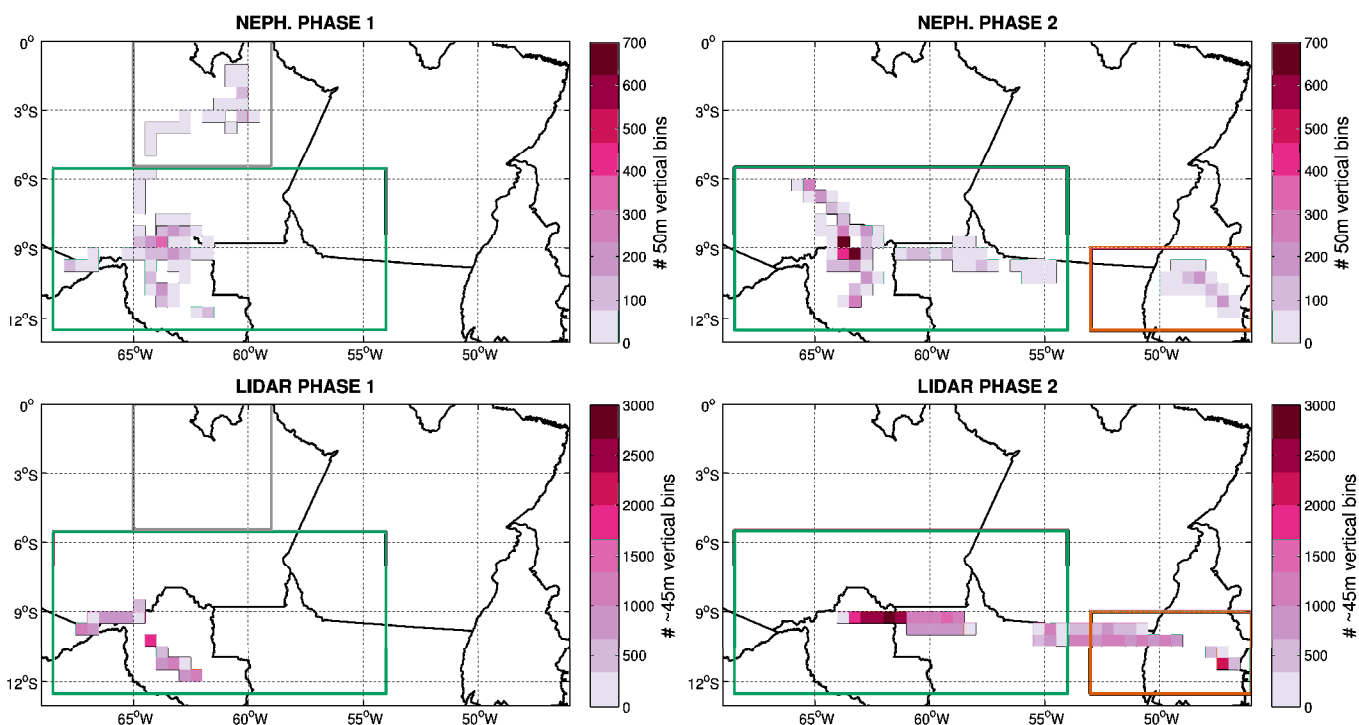 NEPH. PHASE 1
0°
3°S
6°S
9°S
12°S
65°W
60°W
55°W
50°W
700
600
500
400
300
200
100
0
# 50m vertical bins
NEPH. PHASE 2
0°
3°S
6°S
9°S
12°S
65°W
60°W
55°W
50°W
700
600
500
400
300
200
100
0
# 50m vertical bins
LIDAR PHASE 1
0°
3°S
6°S
9°S
12°S
65°W
60°W
55°W
50°W
3000
2500
2000
1500
1000
500
0
# ~45m vertical bins
LIDAR PHASE 2
0°
3°S
6°S
9°S
12°S
65°W
60°W
55°W
50°W
3000
2500
2000
1500
1000
500
0
# ~45m vertical bins